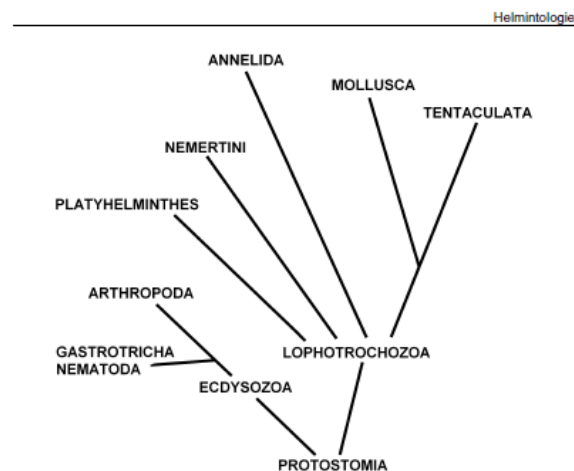 Helmintologie
ANNELIDA
MOLLUSCA
TENTACULATA
NEMERTINI
PLATYHELMINTHES
ARTHROPODA
GASTROTRICHA
NEMATODA
LOPHOTROCHOZOA
ECDYSOZOA
PROTOSTOMIA